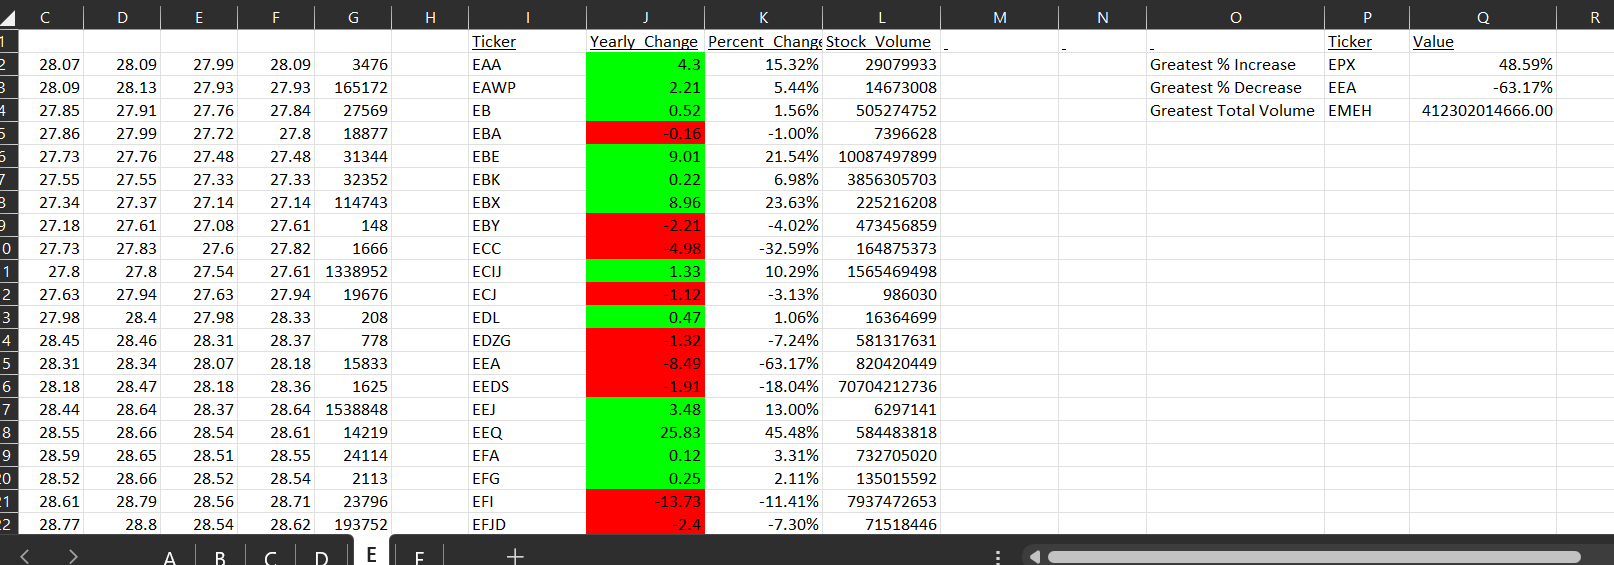 C D E F G H I J K L M N O P Q R
1 Ticker Yearly Change Percent Change Stock Volume Ticker Value
2 28.07 28.09 27.99 28.09 3476 EAA 4.3 15.32% 29079933 Greatest % Increase EPX 48.59%
3 28.09 28.13 27.93 27.93 165172 EAWP 2.21 5.44% 14673008 Greatest % Decrease EEA -63.17%
4 27.85 27.91 27.76 27.84 27569 EB 0.52 1.56% 505274752 Greatest Total Volume EMEH 412302014666.00
5 27.86 27.99 27.72 27.8 18877 EBA -0.16 -1.00% 7396628
6 27.73 27.76 27.48 27.48 31344 EBE 9.01 21.54% 10087497899
7 27.55 27.55 27.33 27.33 32352 EBK 0.22 6.98% 3856305703
8 27.34 27.37 27.14 27.14 114743 EBX 8.96 23.63% 225216208
9 27.18 27.61 27.08 27.61 148 EBY -2.21 -4.02% 473456859
0 27.73 27.83 27.6 27.82 1666 ECC -4.98 -32.59% 164875373
1 27.8 27.8 27.54 27.61 1338952 ECIJ 1.33 10.29% 1565469498
2 27.63 27.94 27.63 27.94 19676 ECJ -1.12 -3.13% 986030
3 27.98 28.4 27.98 28.33 208 EDL 0.47 1.06% 16364699
4 28.45 28.46 28.31 28.37 778 EDZG -1.32 -7.24% 581317631
5 28.31 28.34 28.07 28.18 15833 EEA -8.49 -63.17% 820420449
6 28.18 28.47 28.18 28.36 1625 EEDS -1.91 -18.04% 70704212736
7 28.44 28.64 28.37 28.64 1538848 EEJ 3.48 13.00% 6297141
8 28.55 28.66 28.54 28.61 14219 EEQ 25.83 45.48% 584483818
9 28.59 28.65 28.51 28.55 24114 EFA 0.12 3.31% 732705020
20 28.52 28.66 28.52 28.54 2113 EFG 0.25 2.11% 135015592
21 28.61 28.79 28.56 28.71 23796 EFI -13.73 -11.41% 7937472653
22 28.77 28.8 28.54 28.62 193752 EFJD -2.4 -7.30% 71518446
A B C D E F +